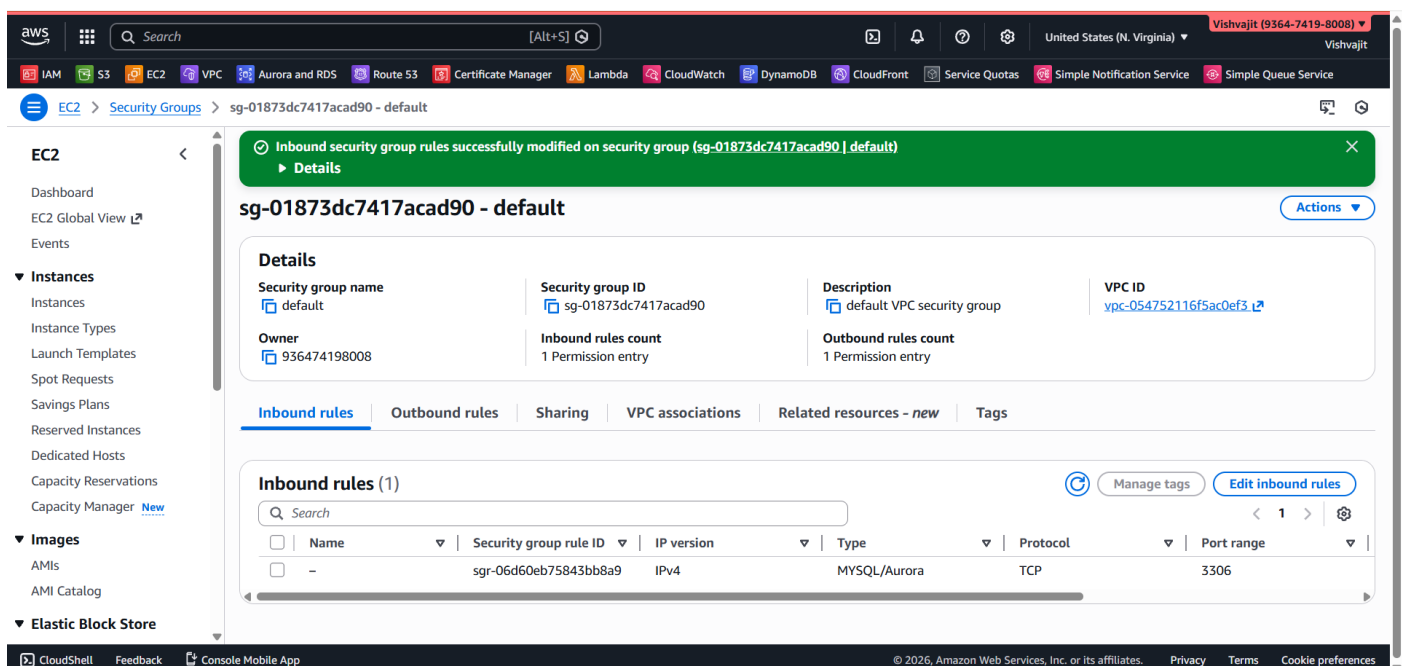 aws
Search [Alt+S]
United States (N. Virginia) ▼
Vishvajit (9364-7419-8008) ▼
Vishvajit
IAM S3 EC2 VPC Aurora and RDS Route 53 Certificate Manager Lambda CloudWatch DynamoDB CloudFront Service Quotas Simple Notification Service Simple Queue Service
EC2 > Security Groups > sg-01873dc7417acad90 - default
EC2
Dashboard
EC2 Global View
Events
▼ Instances
Instances
Instance Types
Launch Templates
Spot Requests
Savings Plans
Reserved Instances
Dedicated Hosts
Capacity Reservations
Capacity Manager New
▼ Images
AMIs
AMI Catalog
▼ Elastic Block Store
Inbound security group rules successfully modified on security group (sg-01873dc7417acad90 | default)
▶ Details
sg-01873dc7417acad90 - default
Actions ▼
Details
Security group name
default
Security group ID
sg-01873dc7417acad90
Description
default VPC security group
VPC ID
vpc-054752116f5ac0ef3
Owner
936474198008
Inbound rules count
1 Permission entry
Outbound rules count
1 Permission entry
Inbound rules Outbound rules Sharing VPC associations Related resources - new Tags
Inbound rules (1)
Manage tags
Edit inbound rules
Search
< 1 >
Name Security group rule ID IP version Type Protocol Port range
– sgr-06d60eb75843bb8a9 IPv4 MYSQL/Aurora TCP 3306
CloudShell Feedback Console Mobile App
© 2026, Amazon Web Services, Inc. or its affiliates. Privacy Terms Cookie preferences